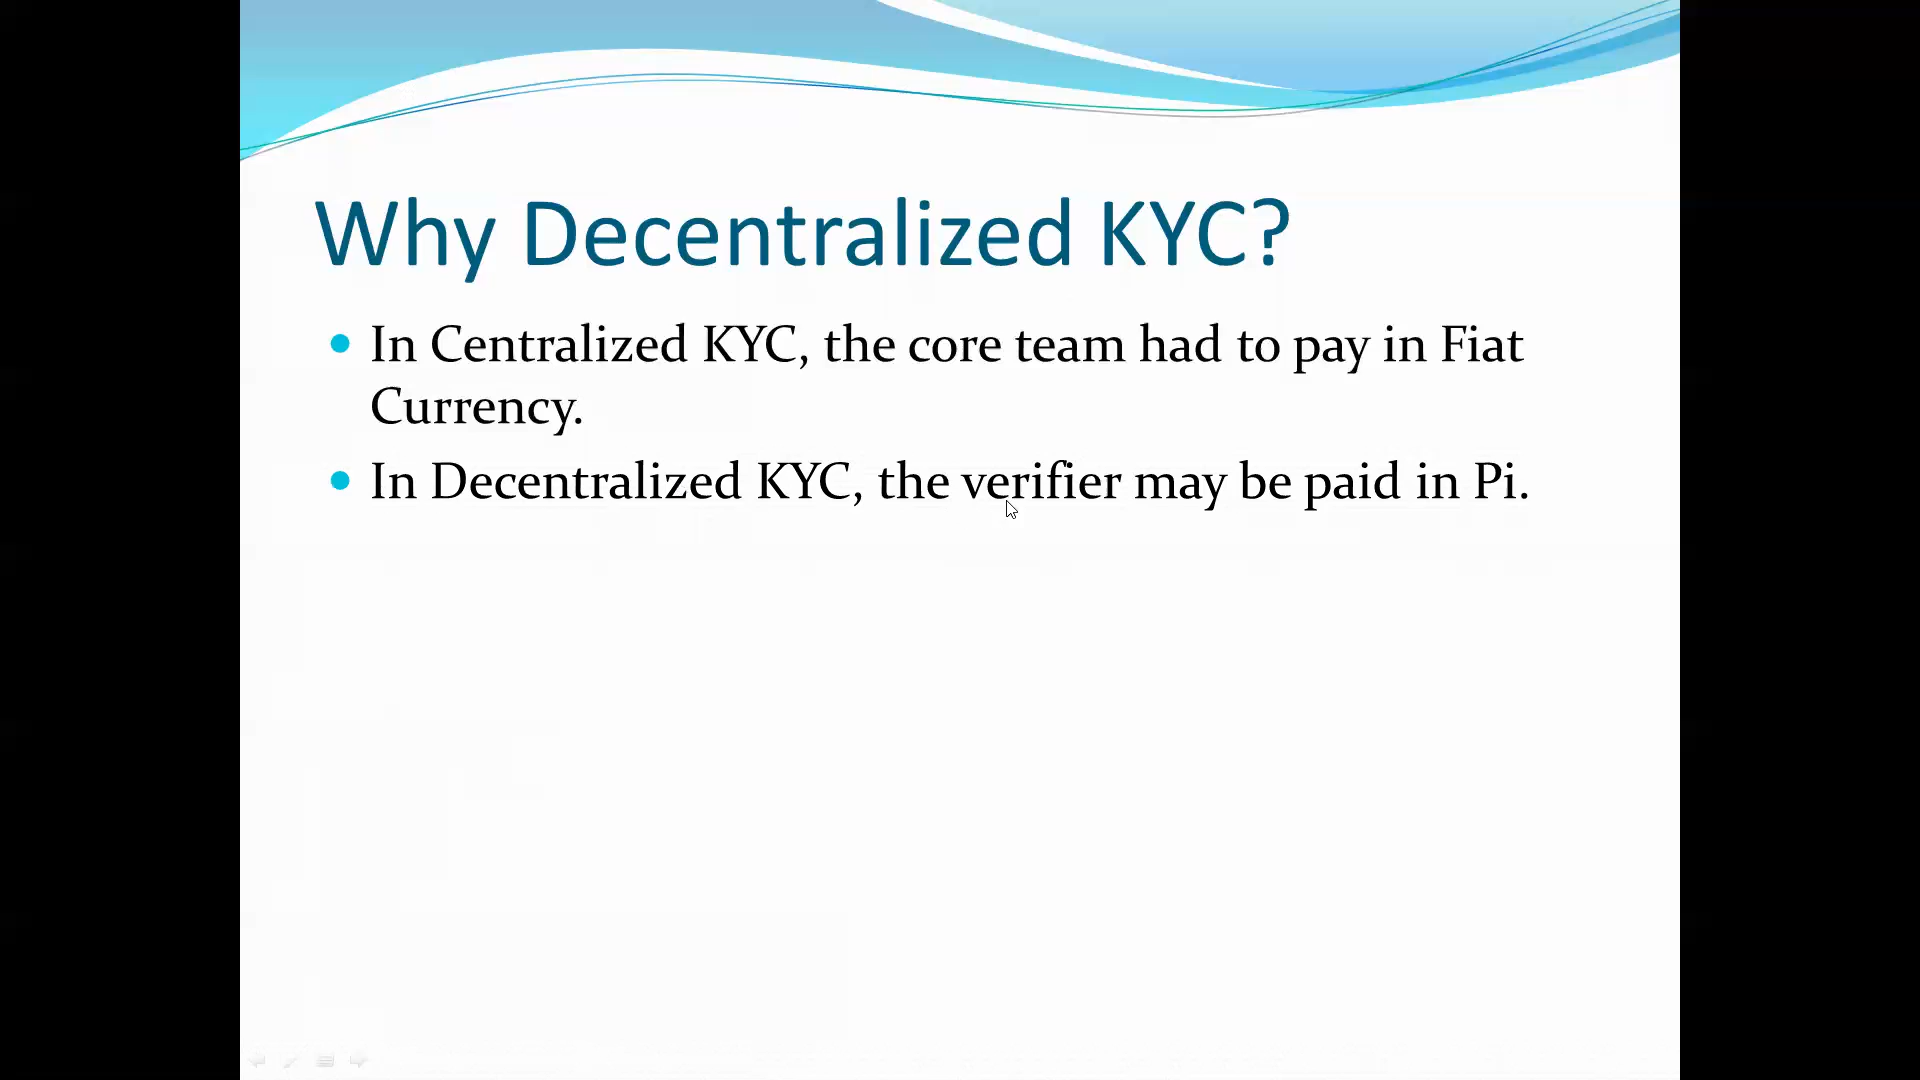 Why Decentralized KYC?
In Centralized KYC, the core team had to pay in Fiat
Currency.
In Decentralized KYC, the verifier may be paid in Pi.